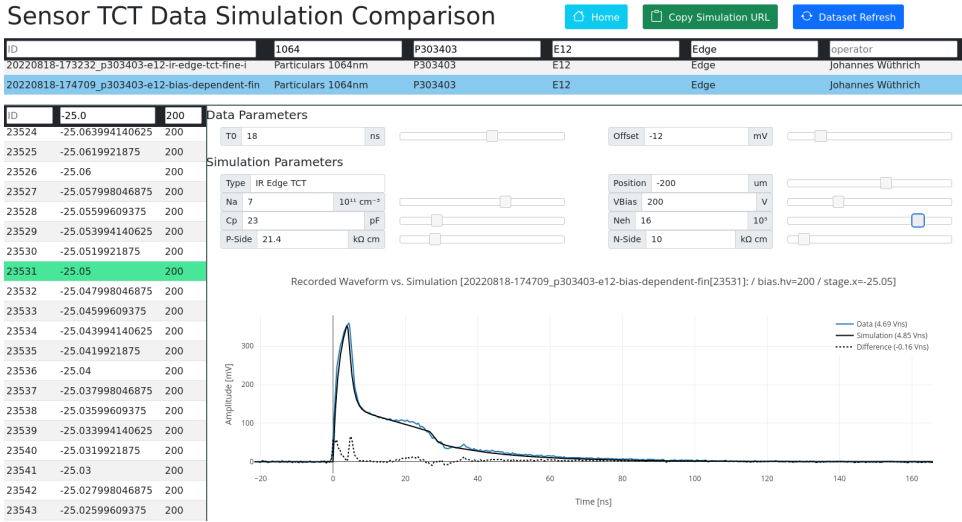 Sensor TCT Data Simulation Comparison
Home
Copy Simulation URL
Dataset Refresh
ID 1064 P303403 E12 Edge operator
20220818-173232_p303403-e12-ir-edge-tct-fine-i Particulars 1064nm P303403 E12 Edge Johannes Wüthrich
20220818-174709_p303403-e12-bias-dependent-fin Particulars 1064nm P303403 E12 Edge Johannes Wüthrich
ID -25.0 200
23524 -25.063994140625 200
23525 -25.0619921875 200
23526 -25.06 200
23527 -25.057998046875 200
23528 -25.05599609375 200
23529 -25.053994140625 200
23530 -25.0519921875 200
23531 -25.05 200
23532 -25.047998046875 200
23533 -25.04599609375 200
23534 -25.043994140625 200
23535 -25.0419921875 200
23536 -25.04 200
23537 -25.037998046875 200
23538 -25.03599609375 200
23539 -25.033994140625 200
23540 -25.0319921875 200
23541 -25.03 200
23542 -25.027998046875 200
23543 -25.02599609375 200
Data Parameters
T0 18 ns
Offset -12 mV
Simulation Parameters
Type IR Edge TCT
Position -200 um
Na 7 10¹¹ cm⁻³
VBias 200 V
Cp 23 pF
Neh 16 10³
P-Side 21.4 kΩ cm
N-Side 10 kΩ cm
Recorded Waveform vs. Simulation [20220818-174709_p303403-e12-bias-dependent-fin[23531]: / bias.hv=200 / stage.x=-25.05]
Data (4.69 Vns)
Simulation (4.85 Vns)
Difference (-0.16 Vns)
Amplitude [mV]
300
200
100
0
−20 0 20 40 60 80 100 120 140 160
Time [ns]